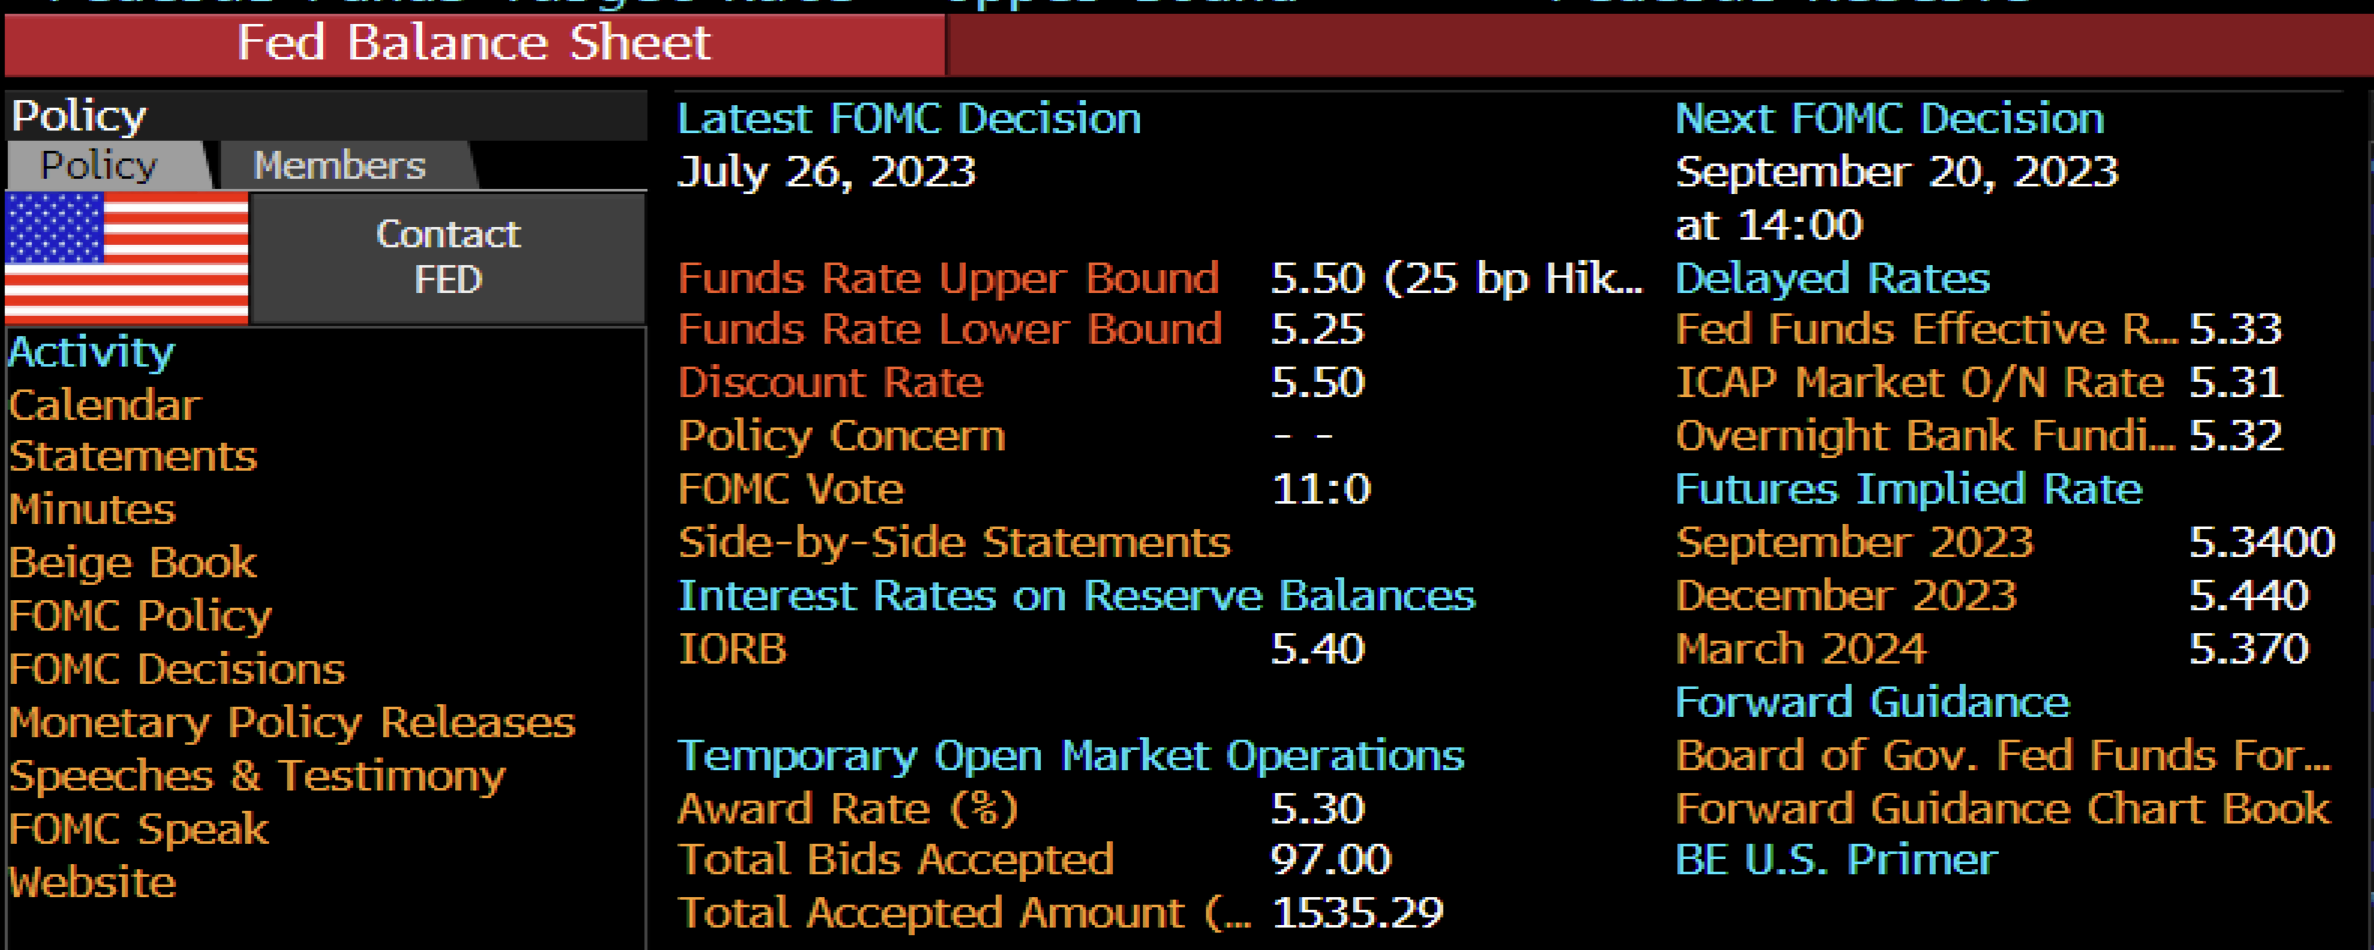 Fed Balance Sheet
Policy
Policy Members
Contact
FED
Activity
Calendar
Statements
Minutes
Beige Book
FOMC Policy
FOMC Decisions
Monetary Policy Releases
Speeches & Testimony
FOMC Speak
Website
Latest FOMC Decision
July 26, 2023
Funds Rate Upper Bound 5.50 (25 bp Hik...
Funds Rate Lower Bound 5.25
Discount Rate 5.50
Policy Concern - -
FOMC Vote 11:0
Side-by-Side Statements
Interest Rates on Reserve Balances
IORB 5.40
Temporary Open Market Operations
Award Rate (%) 5.30
Total Bids Accepted 97.00
Total Accepted Amount (... 1535.29
Next FOMC Decision
September 20, 2023
at 14:00
Delayed Rates
Fed Funds Effective R... 5.33
ICAP Market O/N Rate 5.31
Overnight Bank Fundi... 5.32
Futures Implied Rate
September 2023 5.3400
December 2023 5.440
March 2024 5.370
Forward Guidance
Board of Gov. Fed Funds For...
Forward Guidance Chart Book
BE U.S. Primer